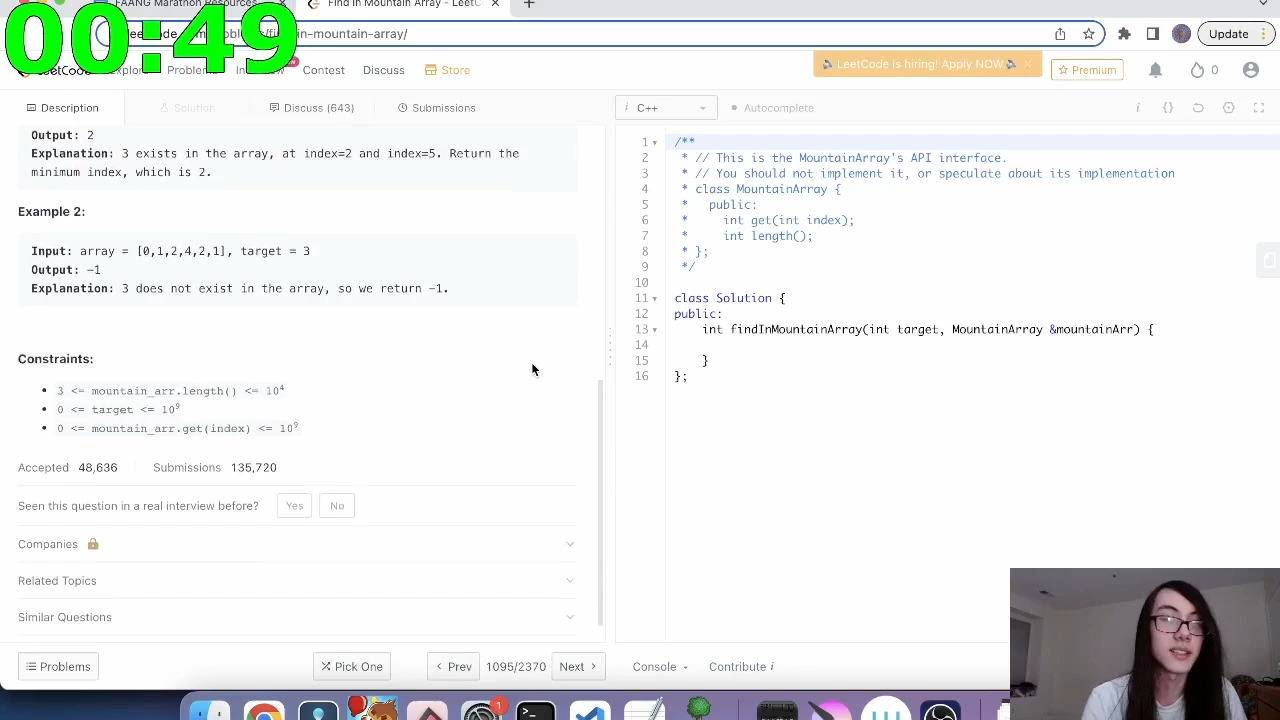 FAANG Marathon Resources
Find in Mountain Array - LeetC
00:49
in-mountain-array/
Update
LeetCode is hiring! Apply NOW.
Explore
Contest
Discuss
Store
Premium
0
Description
Solution
Discuss (643)
Submissions
i C++
Autocomplete
Output: 2
Explanation: 3 exists in the array, at index=2 and index=5. Return the
minimum index, which is 2.
Example 2:
Input: array = [0,1,2,4,2,1], target = 3
Output: -1
Explanation: 3 does not exist in the array, so we return -1.
Constraints:
3 <= mountain_arr.length() <= 10⁴
0 <= target <= 10⁹
0 <= mountain_arr.get(index) <= 10⁹
Accepted 48,636 Submissions 135,720
Seen this question in a real interview before? Yes No
Companies
Related Topics
Similar Questions
Problems
Pick One
Prev
1095/2370
Next
1 /**
2 * // This is the MountainArray's API interface.
3 * // You should not implement it, or speculate about its implementation
4 * class MountainArray {
5 * public:
6 * int get(int index);
7 * int length();
8 * };
9 */
10
11 class Solution {
12 public:
13 int findInMountainArray(int target, MountainArray &mountainArr) {
14
15 }
16 };
Console
Contribute i
1